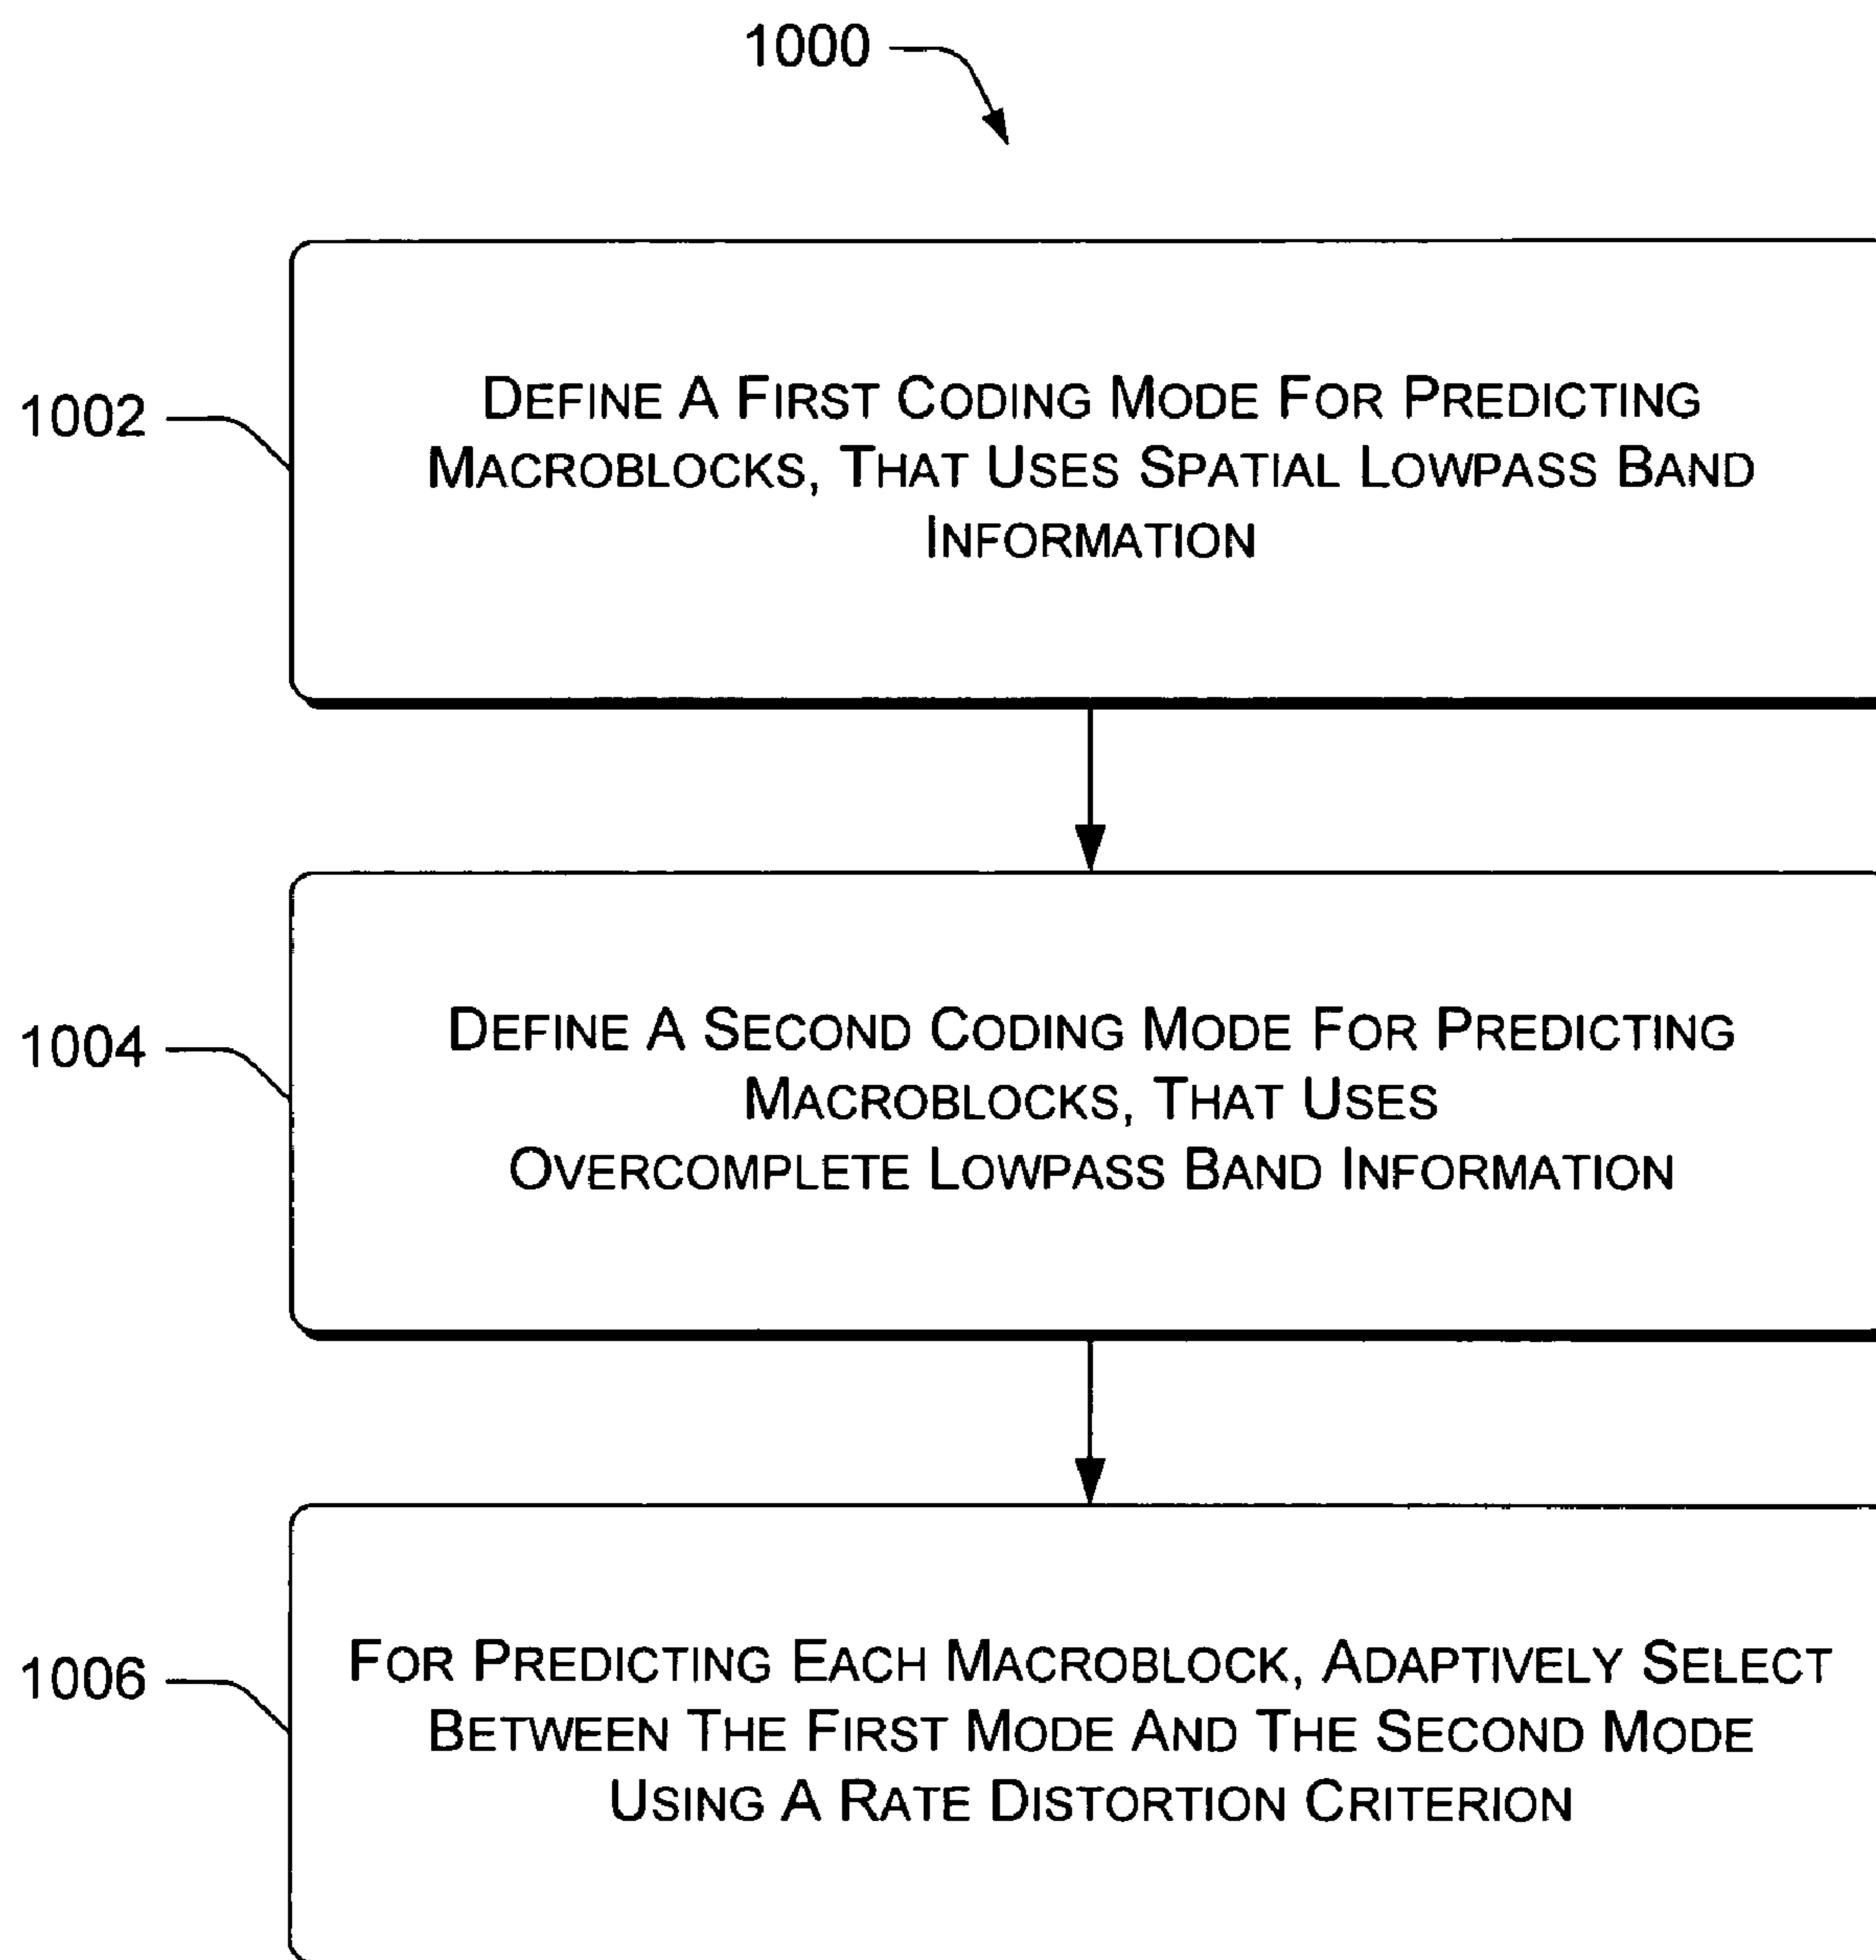 1000
1002
DEFINE A FIRST CODING MODE FOR PREDICTING
MACROBLOCKS, THAT USES SPATIAL LOWPASS BAND
INFORMATION
1004
DEFINE A SECOND CODING MODE FOR PREDICTING
MACROBLOCKS, THAT USES
OVERCOMPLETE LOWPASS BAND INFORMATION
1006
FOR PREDICTING EACH MACROBLOCK, ADAPTIVELY SELECT
BETWEEN THE FIRST MODE AND THE SECOND MODE
USING A RATE DISTORTION CRITERION